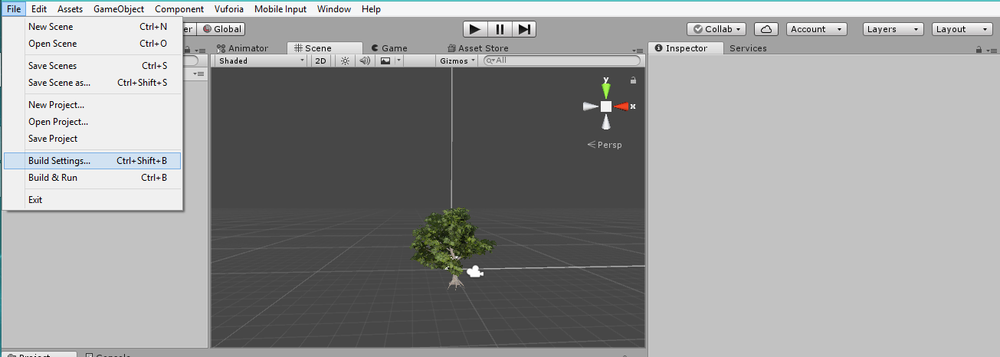 File Edit Assets GameObject Component Vuforia Mobile Input Window Help
New Scene Ctrl+N
Open Scene Ctrl+O
Save Scenes Ctrl+S
Save Scene as... Ctrl+Shift+S
New Project...
Open Project...
Save Project
Build Settings... Ctrl+Shift+B
Build & Run Ctrl+B
Exit
Global
Collab Account Layers Layout
Animator Scene Game Asset Store
Shaded 2D Gizmos All
y
x
Persp
Inspector Services
Project Console